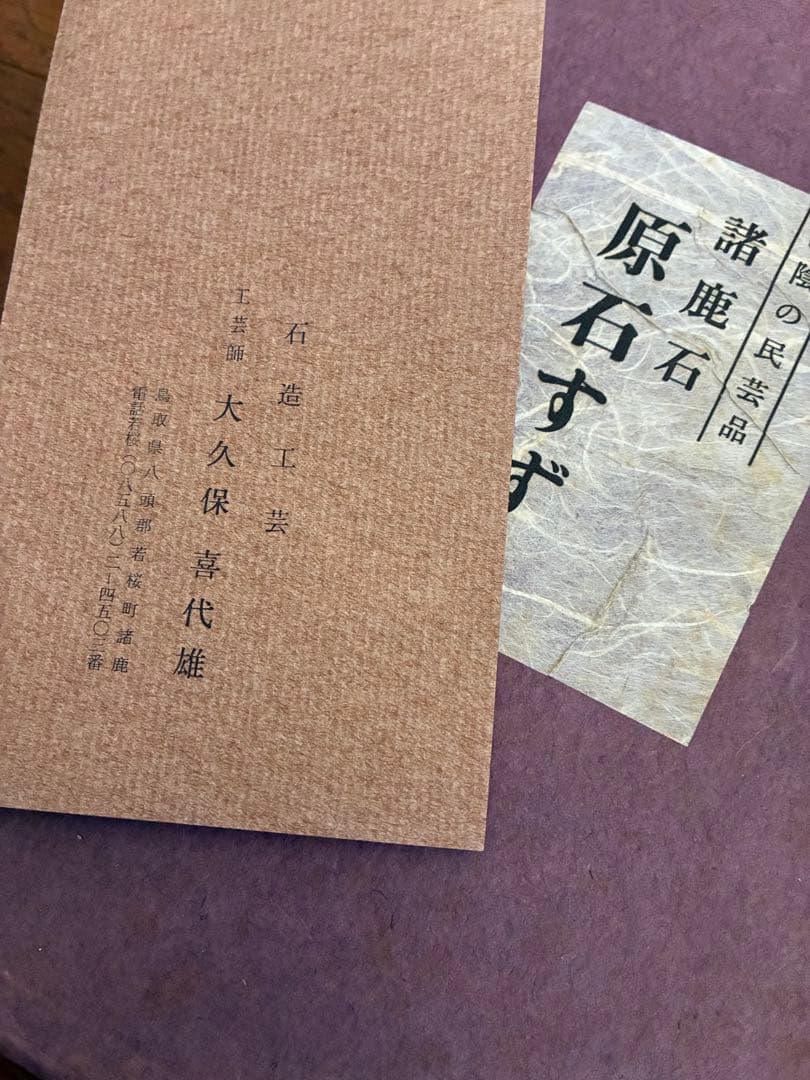 陰の民芸品
諸鹿石
原石すず
石造工芸
工芸師 大久保喜代雄
鳥取県八頭郡若桜町諸鹿
電話若桜(〇八五八八)二-四五〇三番